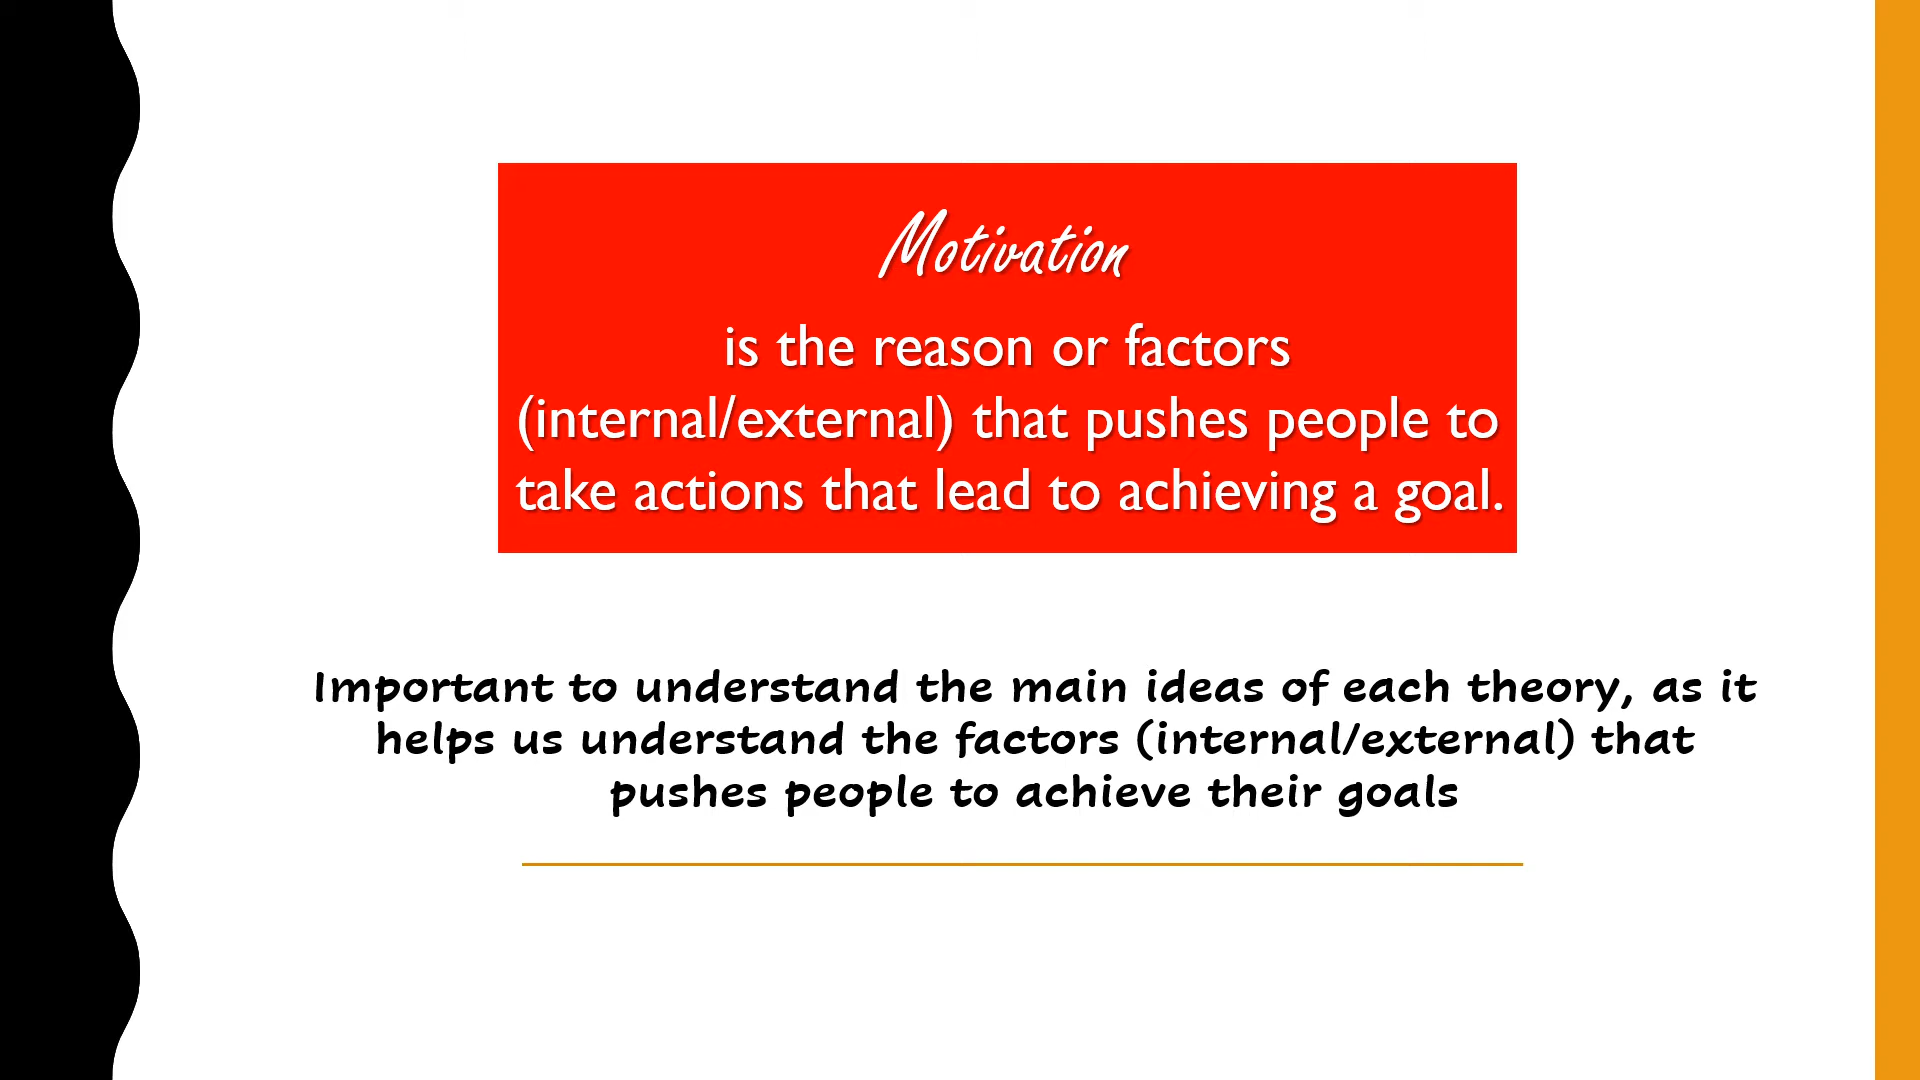 Motivation
is the reason or factors
(internal/external) that pushes people to
take actions that lead to achieving a goal.
Important to understand the main ideas of each theory, as it
helps us understand the factors (internal/external) that
pushes people to achieve their goals